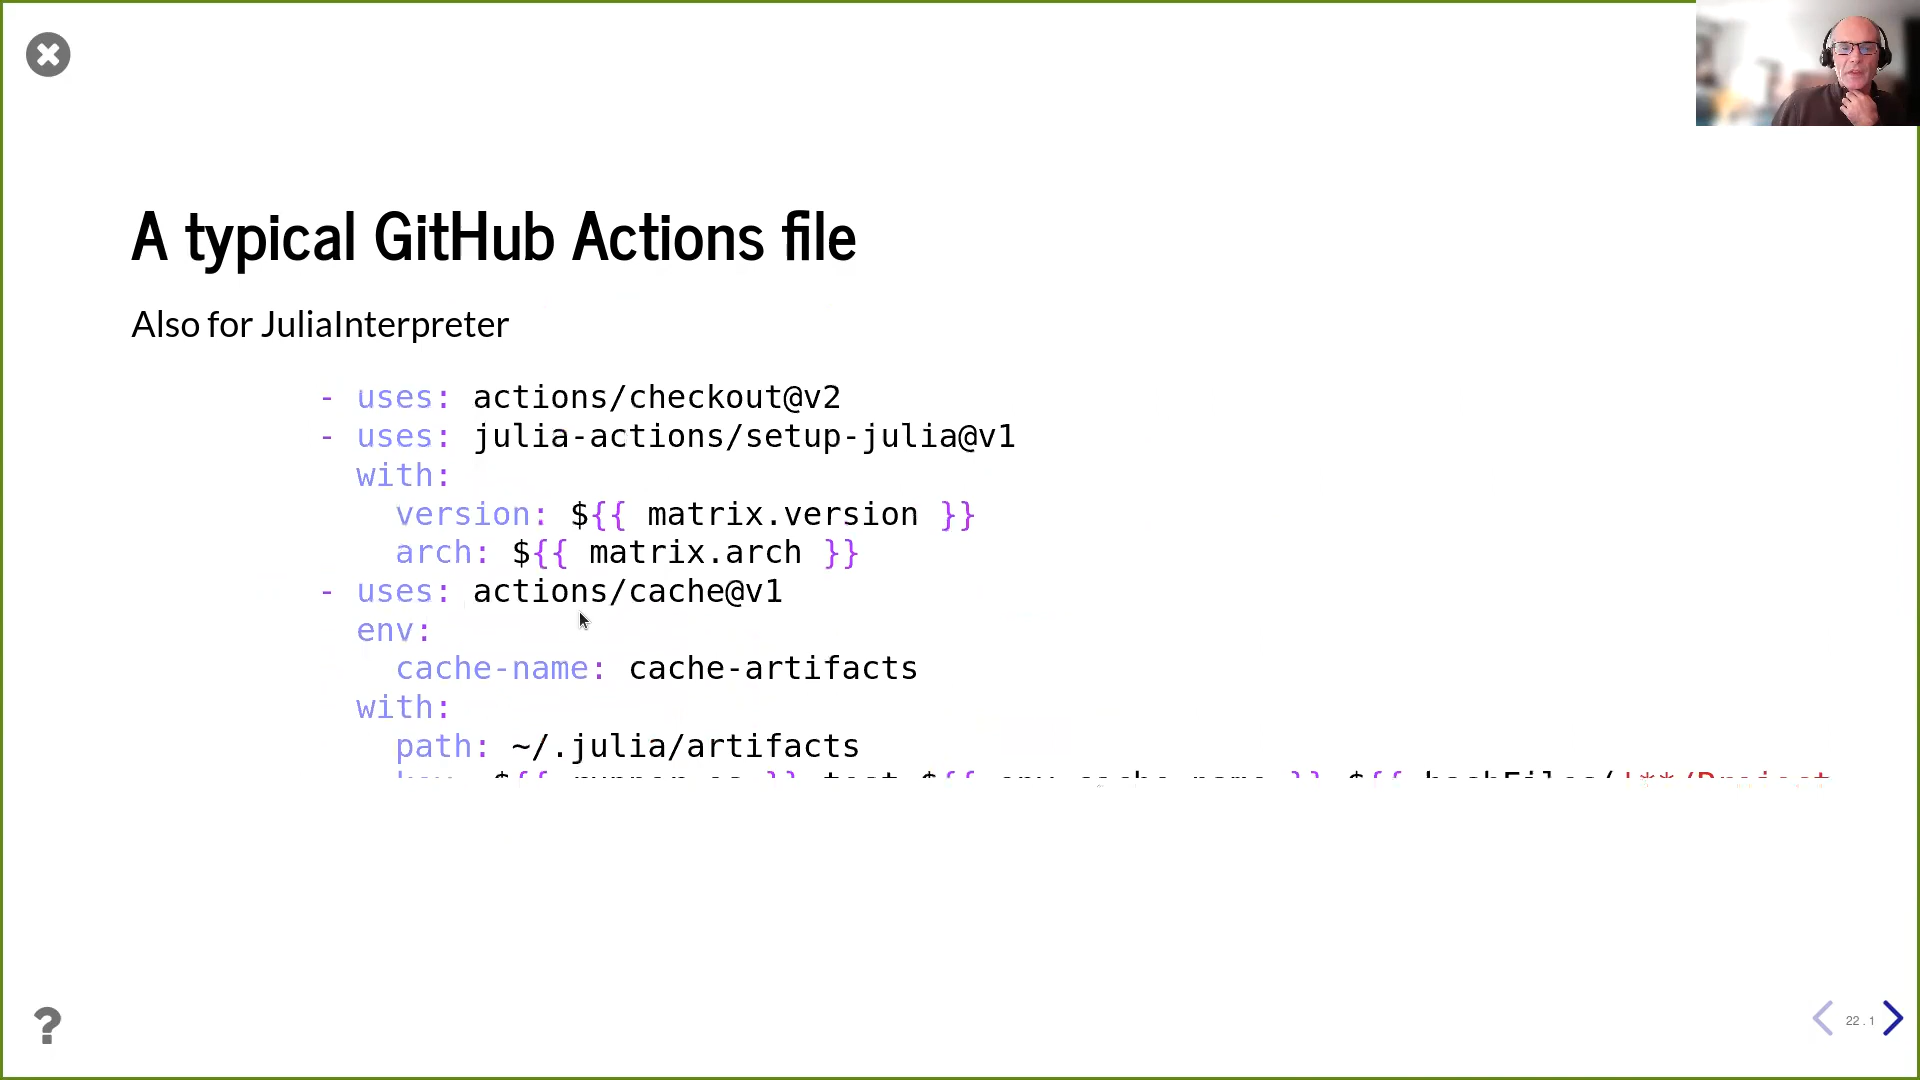 A typical GitHub Actions file
Also for JuliaInterpreter
- uses: actions/checkout@v2
- uses: julia-actions/setup-julia@v1
with:
version: ${{ matrix.version }}
arch: ${{ matrix.arch }}
- uses: actions/cache@v1
env:
cache-name: cache-artifacts
with:
path: ~/.julia/artifacts
22.1